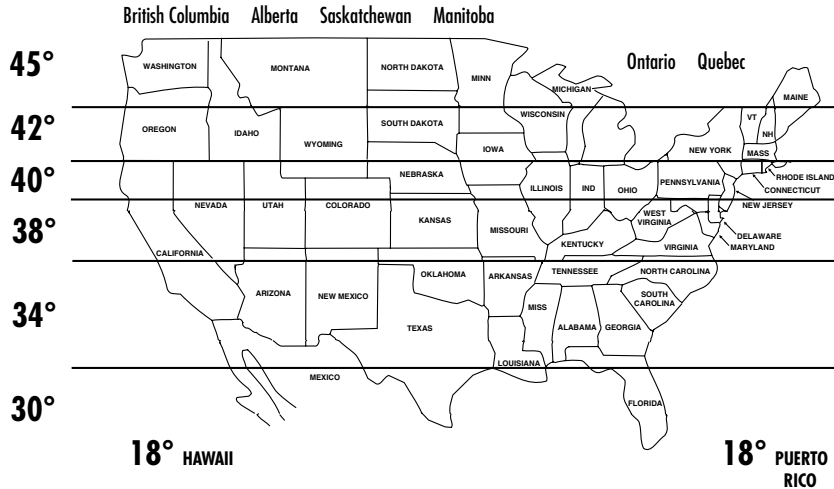 British Columbia Alberta Saskatchewan Manitoba
45°
Ontario Quebec
WASHINGTON
MONTANA
NORTH DAKOTA
MINN
MICHIGAN
MAINE
42°
OREGON
IDAHO
WYOMING
SOUTH DAKOTA
WISCONSIN
IOWA
NEW YORK
VT
NH
MASS
40°
NEVADA
UTAH
COLORADO
NEBRASKA
ILLINOIS
IND
OHIO
PENNSYLVANIA
RHODE ISLAND
CONNECTICUT
NEW JERSEY
38°
CALIFORNIA
KANSAS
MISSOURI
KENTUCKY
WEST
VIRGINIA
VIRGINIA
DELAWARE
MARYLAND
34°
ARIZONA
NEW MEXICO
OKLAHOMA
TEXAS
ARKANSAS
TENNESSEE
NORTH CAROLINA
SOUTH
CAROLINA
MISS
ALABAMA
GEORGIA
LOUISIANA
30°
MEXICO
FLORIDA
18° HAWAII
18° PUERTO
RICO